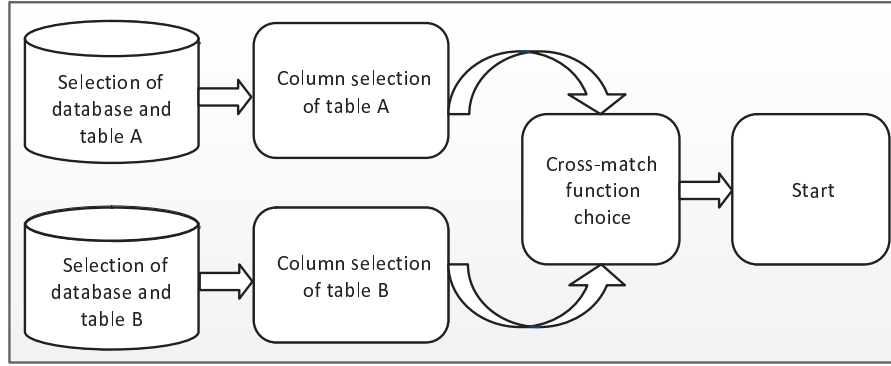 Selection of
database and
table A
Column selection
of table A
Cross-match
function
choice
Start
Selection of
database and
table B
Column selection
of table B